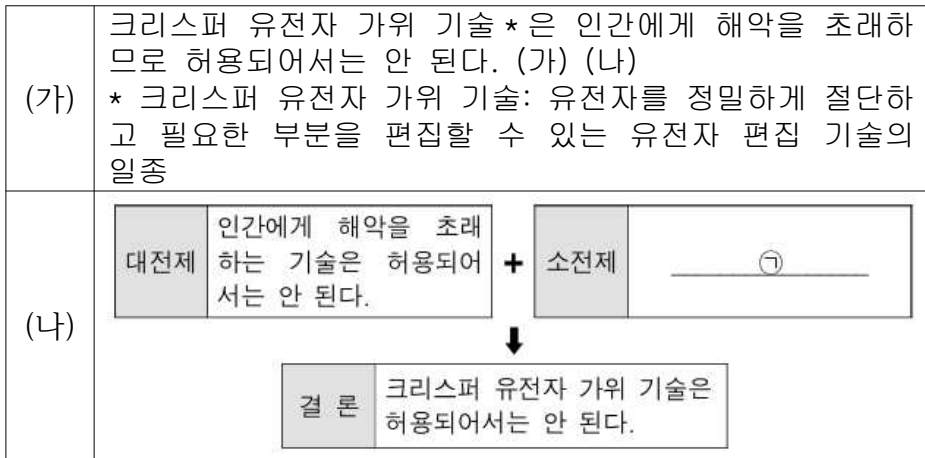 (가)
크리스퍼 유전자 가위 기술*은 인간에게 해악을 초래하
므로 허용되어서는 안 된다. (가) (나)
* 크리스퍼 유전자 가위 기술: 유전자를 정밀하게 절단하
고 필요한 부분을 편집할 수 있는 유전자 편집 기술의
일종
(나)
대전제
인간에게 해악을 초래
하는 기술은 허용되어
서는 안 된다.
+
소전제
㉠
결 론
크리스퍼 유전자 가위 기술은
허용되어서는 안 된다.